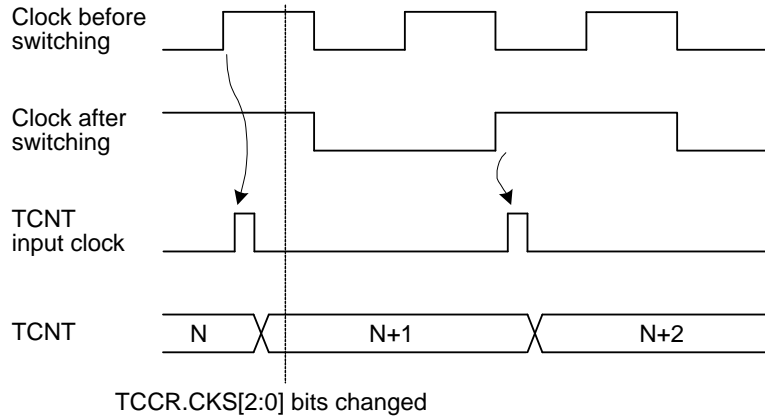 Clock before
switching
Clock after
switching
TCNT
input clock
TCNT
N
N+1
N+2
TCCR.CKS[2:0] bits changed